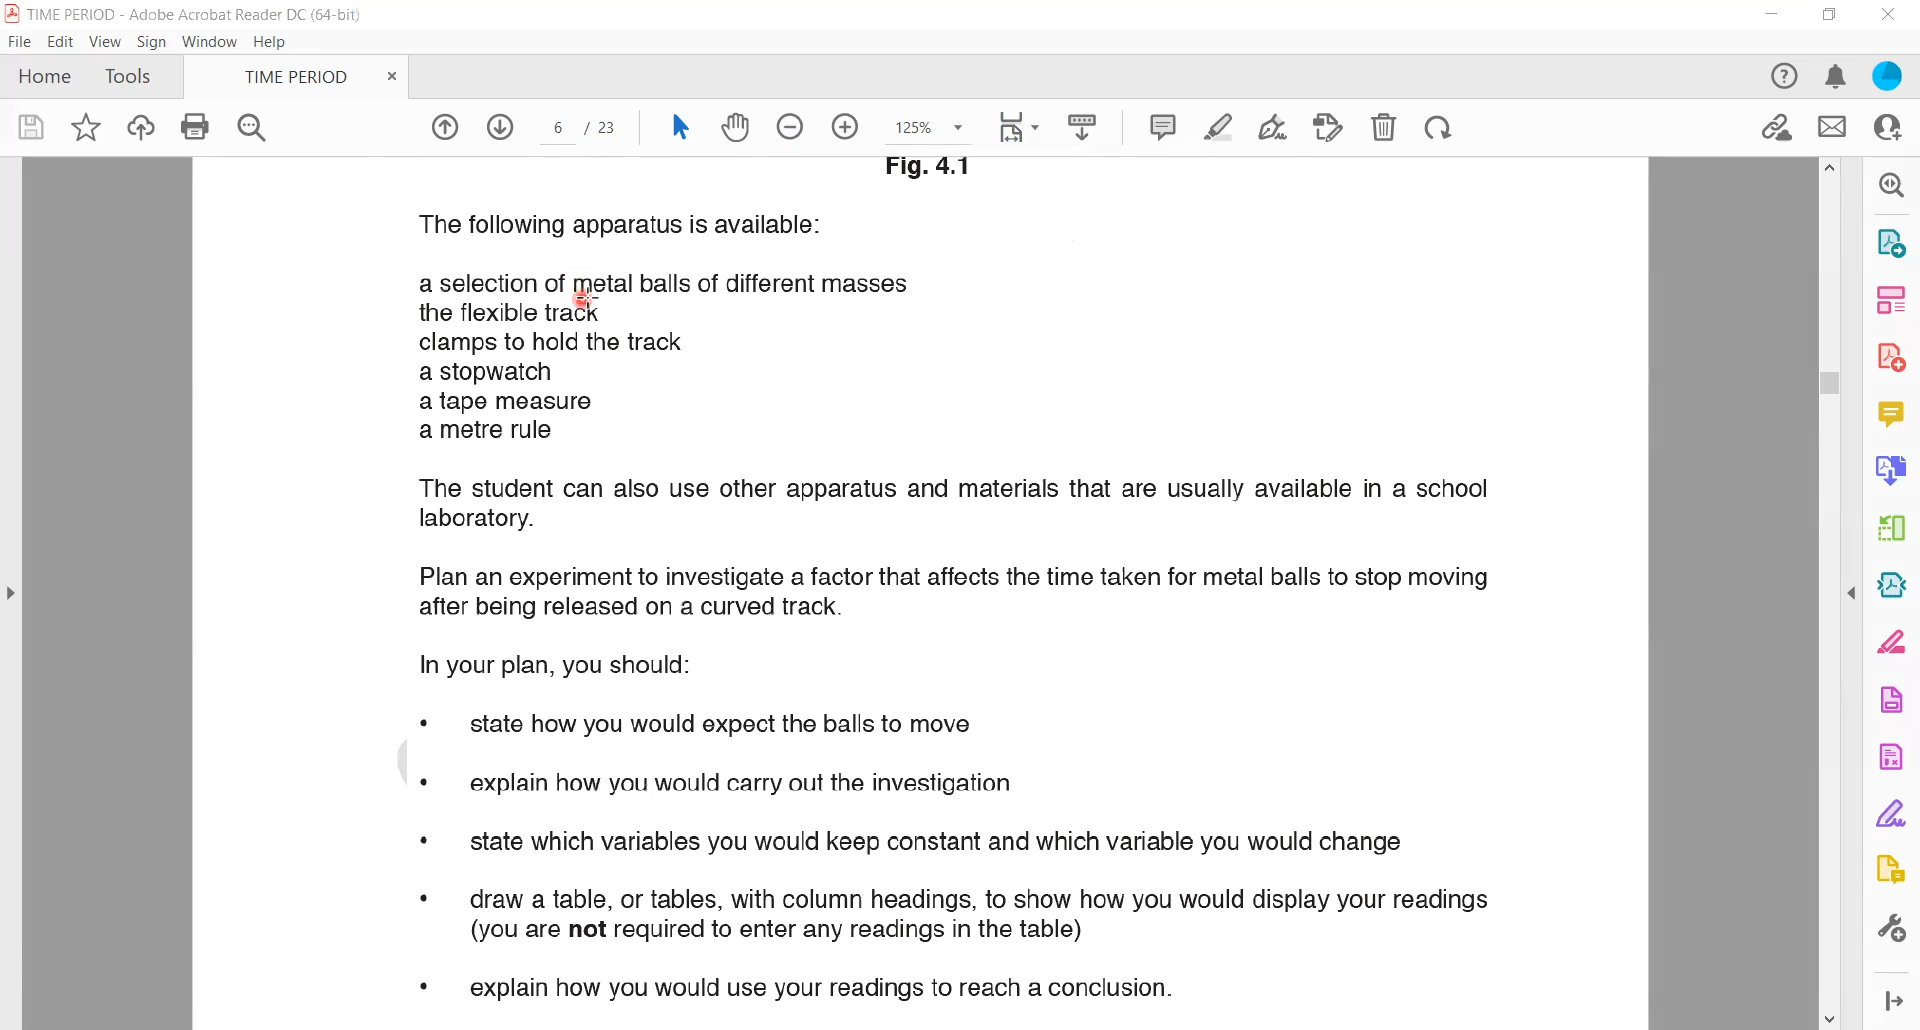 TIME PERIOD - Adobe Acrobat Reader DC (64-bit)
File Edit View Sign Window Help
Home Tools TIME PERIOD ×
6 / 23 125%
Fig. 4.1
The following apparatus is available:
a selection of metal balls of different masses
the flexible track
clamps to hold the track
a stopwatch
a tape measure
a metre rule
The student can also use other apparatus and materials that are usually available in a school
laboratory.
Plan an experiment to investigate a factor that affects the time taken for metal balls to stop moving
after being released on a curved track.
In your plan, you should:
• state how you would expect the balls to move
• explain how you would carry out the investigation
• state which variables you would keep constant and which variable you would change
• draw a table, or tables, with column headings, to show how you would display your readings
(you are not required to enter any readings in the table)
• explain how you would use your readings to reach a conclusion.